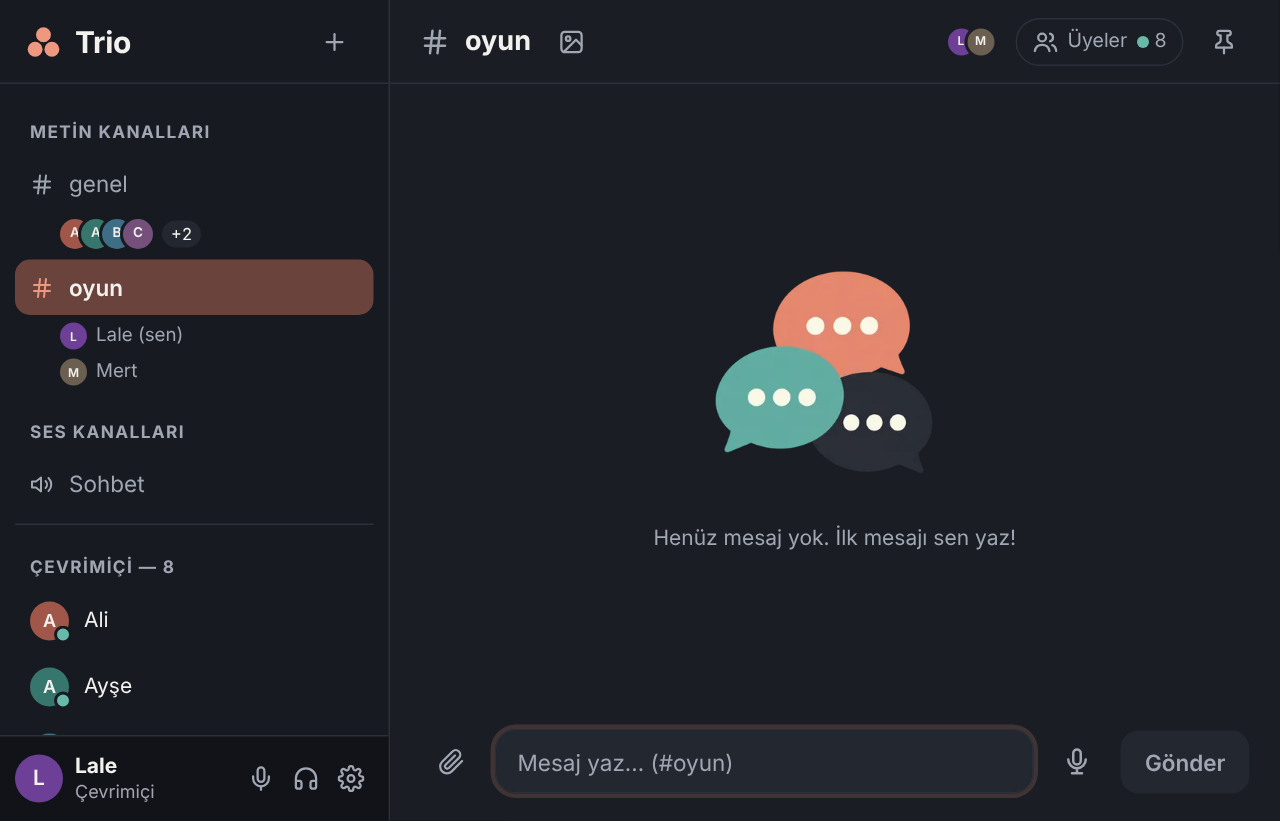 Trio
METİN KANALLARI
# genel
A A B C +2
# oyun
L Lale (sen)
M Mert
SES KANALLARI
Sohbet
ÇEVRİMİÇİ — 8
A Ali
A Ayşe
L Lale
Çevrimiçi
# oyun
L M Üyeler 8
Henüz mesaj yok. İlk mesajı sen yaz!
Mesaj yaz... (#oyun)
Gönder